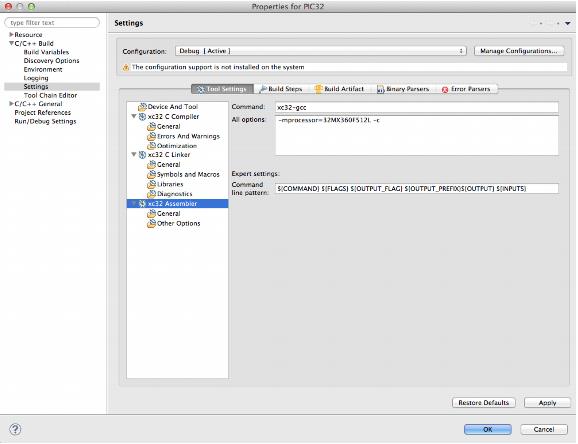 Properties for PIC32
type filter text
Resource
C/C++ Build
Build Variables
Discovery Options
Environment
Logging
Settings
Tool Chain Editor
C/C++ General
Project References
Run/Debug Settings
Settings
Configuration: Debug [ Active ] Manage Configurations...
The configuration support is not installed on the system
Tool Settings Build Steps Build Artifact Binary Parsers Error Parsers
Device And Tool
xc32 C Compiler
General
Errors And Warnings
Ootimization
xc32 C Linker
General
Symbols and Macros
Libraries
Diagnostics
xc32 Assembler
General
Other Options
Command: xc32-gcc
All options: -mprocessor=32MX360F512L -c
Expert settings:
Command
line pattern: ${COMMAND} ${FLAGS} ${OUTPUT_FLAG} ${OUTPUT_PREFIX}${OUTPUT} ${INPUTS}
Restore Defaults Apply
? OK Cancel